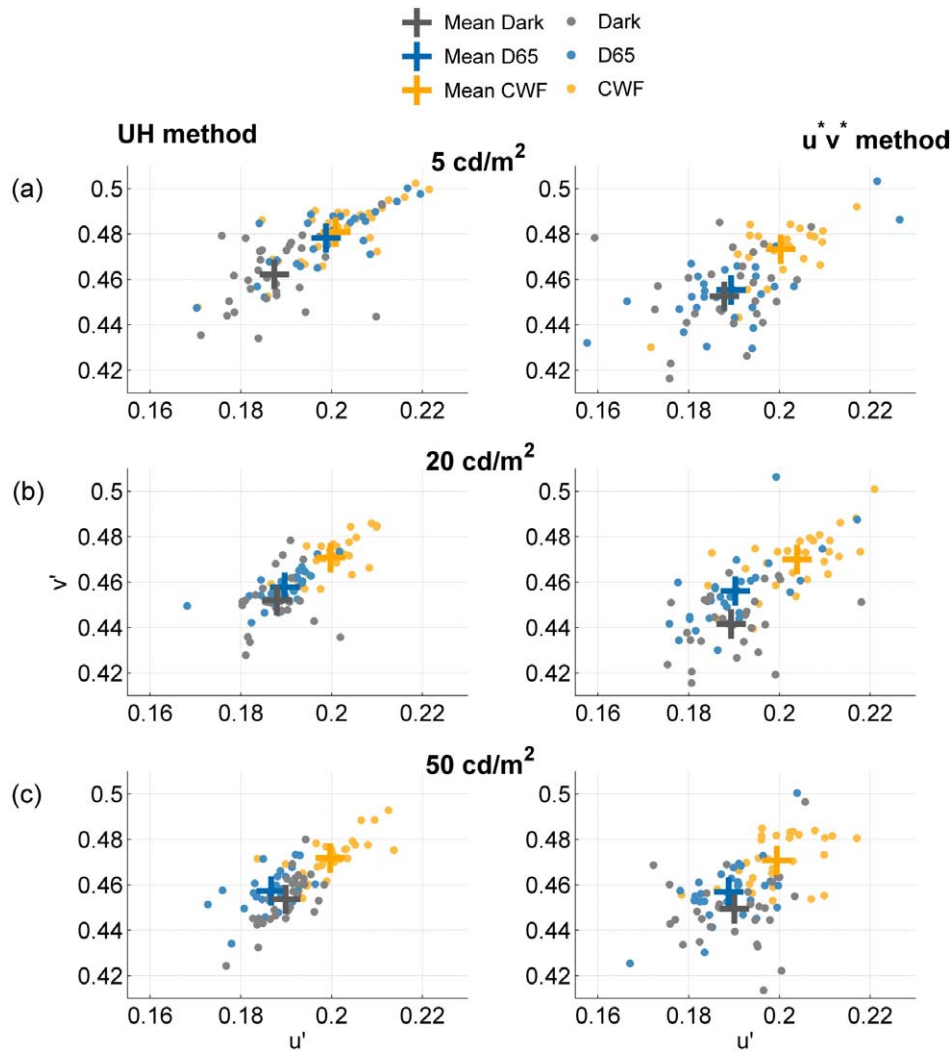 Mean Dark Dark
Mean D65 D65
Mean CWF CWF
UH method
u*v* method
5 cd/m²
(a)
0.5
0.48
0.46
0.44
0.42
0.16 0.18 0.2 0.22
0.5
0.48
0.46
0.44
0.42
0.16 0.18 0.2 0.22
20 cd/m²
(b)
v'
0.5
0.48
0.46
0.44
0.42
0.16 0.18 0.2 0.22
0.5
0.48
0.46
0.44
0.42
0.16 0.18 0.2 0.22
50 cd/m²
(c)
0.5
0.48
0.46
0.44
0.42
0.16 0.18 0.2 0.22
u'
0.5
0.48
0.46
0.44
0.42
0.16 0.18 0.2 0.22
u'